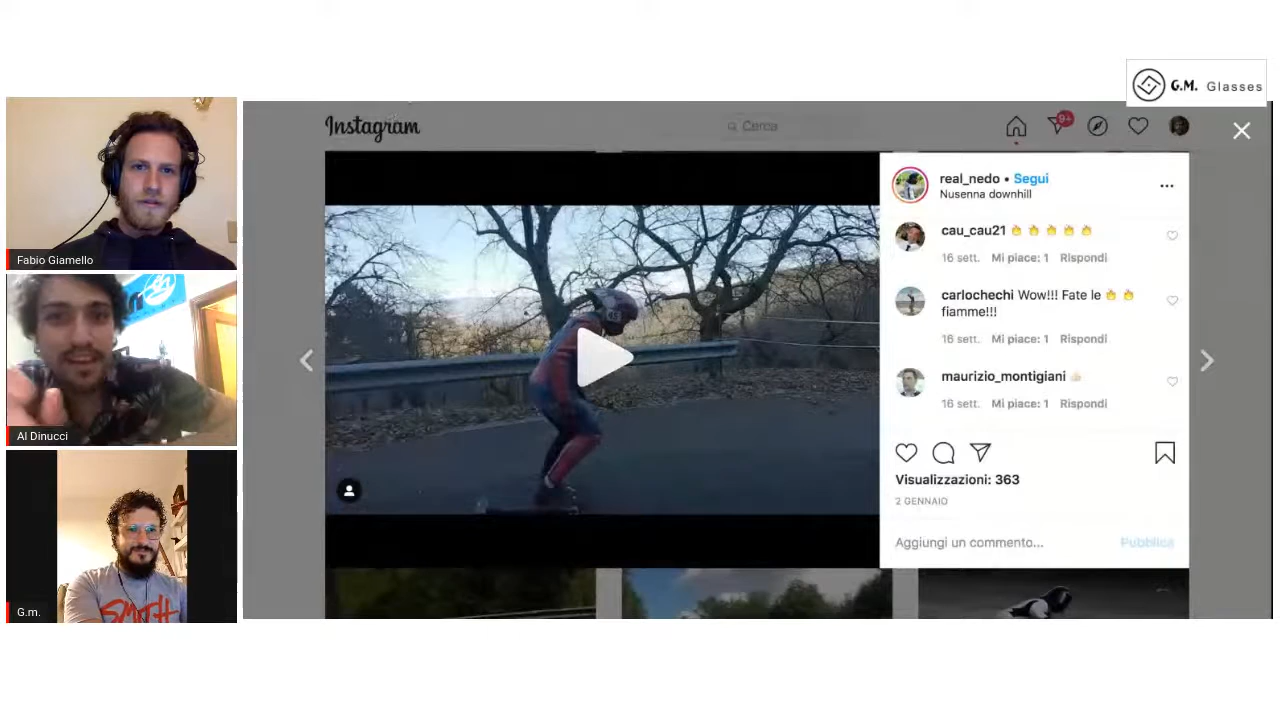 G.M. Glasses
Instagram
Cerca
9+
real_nedo • Segui
Nusenna downhill
cau_cau21 👏 👏 👏 👏 👏
16 sett. Mi piace: 1 Rispondi
carlochechi Wow!!! Fate le 👏 👏
fiamme!!!
16 sett. Mi piace: 1 Rispondi
maurizio_montigiani 👍🏻
16 sett. Mi piace: 1 Rispondi
Visualizzazioni: 363
2 GENNAIO
Aggiungi un commento... Pubblica
Fabio Giamello
Al Dinucci
G.m.
SMITH